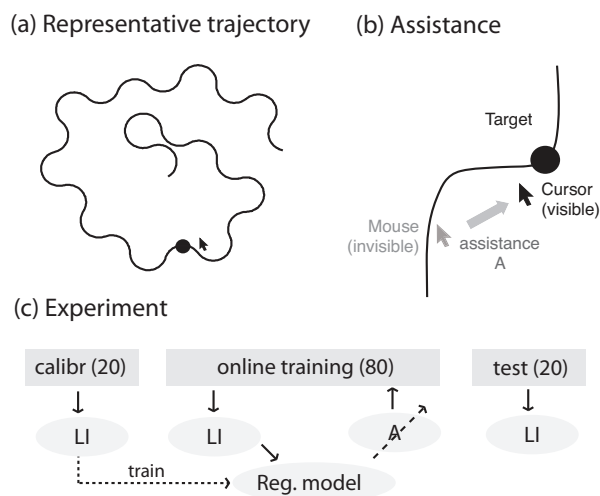 (a) Representative trajectory
(b) Assistance
Target
Cursor
(visible)
Mouse
(invisible)
assistance
A
(c) Experiment
calibr (20)
online training (80)
test (20)
LI
LI
A
LI
train
Reg. model